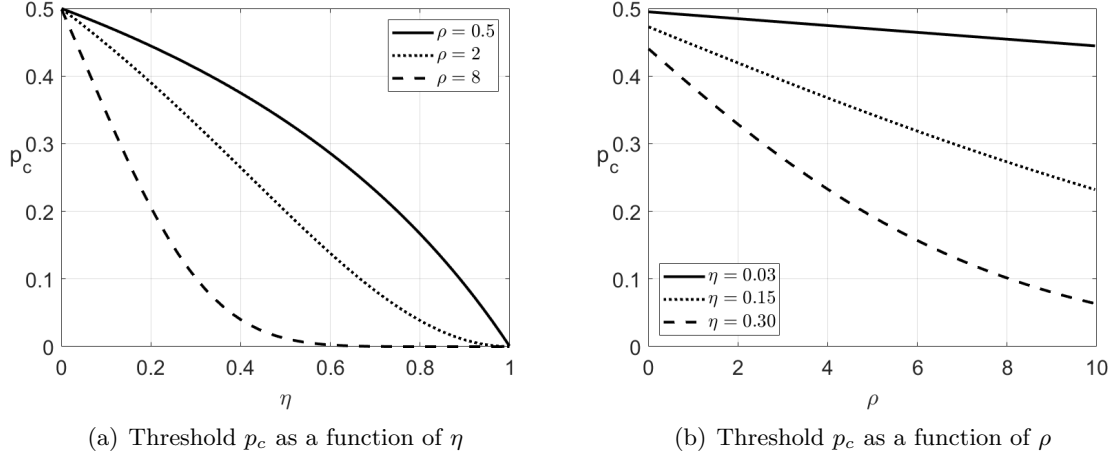 0.5
0.4
0.3
0.2
0.1
0
p_c
0 0.2 0.4 0.6 0.8 1
η
ρ = 0.5
ρ = 2
ρ = 8
(a) Threshold p_c as a function of η
0.5
0.4
0.3
0.2
0.1
0
p_c
0 2 4 6 8 10
ρ
η = 0.03
η = 0.15
η = 0.30
(b) Threshold p_c as a function of ρ